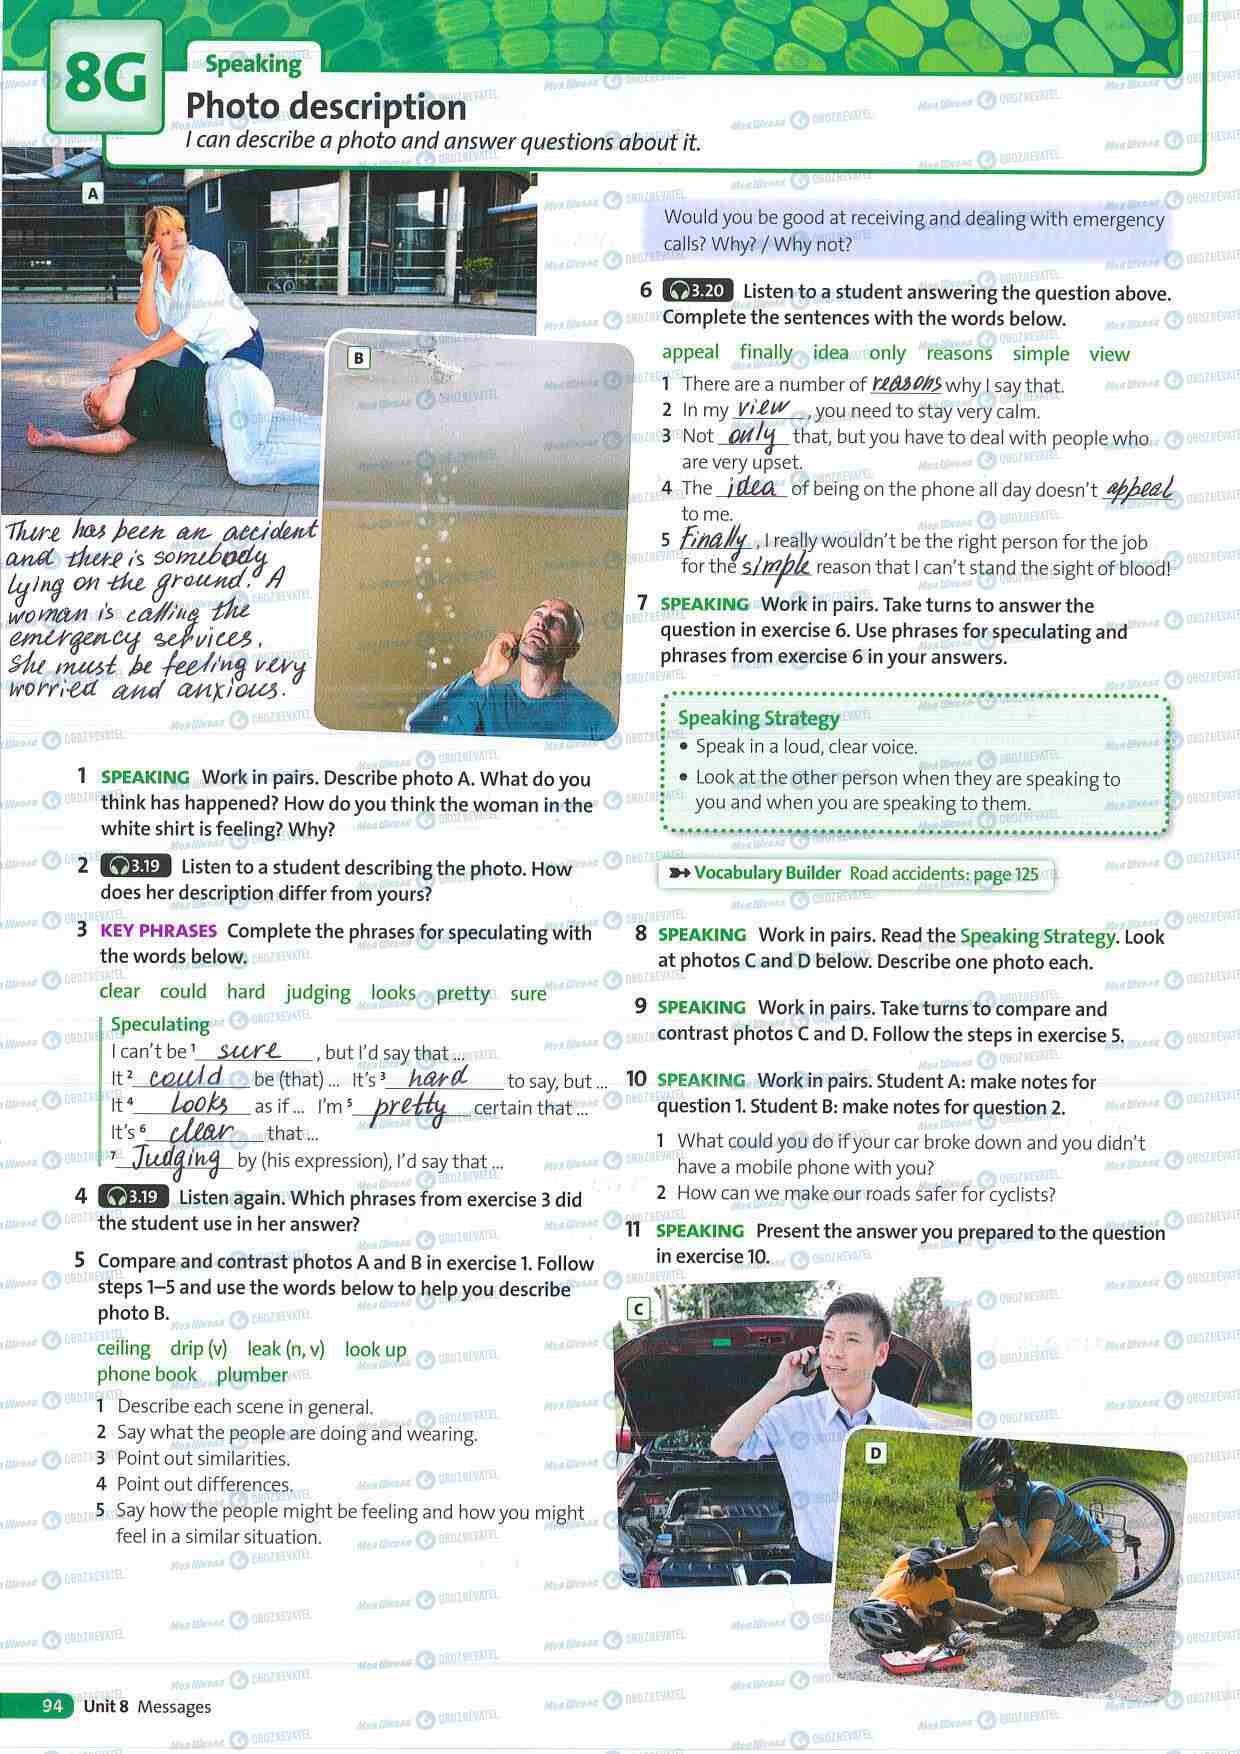 8G
Speaking
Photo description
I can describe a photo and answer questions about it.
A
B
There has been an accident
and there is somebody
lying on the ground. A
woman is calling the
emergency services.
She must be feeling very
worried and anxious.
1 SPEAKING Work in pairs. Describe photo A. What do you
think has happened? How do you think the woman in the
white shirt is feeling? Why?
2 3.19 Listen to a student describing the photo. How
does her description differ from yours?
3 KEY PHRASES Complete the phrases for speculating with
the words below.
clear could hard judging looks pretty sure
Speculating
I can't be 1 sure , but I'd say that ...
It 2 could be (that) ... It's 3 hard to say, but ...
It 4 looks as if ... I'm 5 pretty certain that ...
It's 6 clear that ...
7 Judging by (his expression), I'd say that ...
4 3.19 Listen again. Which phrases from exercise 3 did
the student use in her answer?
5 Compare and contrast photos A and B in exercise 1. Follow
steps 1–5 and use the words below to help you describe
photo B.
ceiling drip (v) leak (n, v) look up
phone book plumber
1 Describe each scene in general.
2 Say what the people are doing and wearing.
3 Point out similarities.
4 Point out differences.
5 Say how the people might be feeling and how you might
feel in a similar situation.
Would you be good at receiving and dealing with emergency
calls? Why? / Why not?
6 3.20 Listen to a student answering the question above.
Complete the sentences with the words below.
appeal finally idea only reasons simple view
1 There are a number of reasons why I say that.
2 In my view , you need to stay very calm.
3 Not only that, but you have to deal with people who
are very upset.
4 The idea of being on the phone all day doesn't appeal
to me.
5 Finally , I really wouldn't be the right person for the job
for the simple reason that I can't stand the sight of blood!
7 SPEAKING Work in pairs. Take turns to answer the
question in exercise 6. Use phrases for speculating and
phrases from exercise 6 in your answers.
Speaking Strategy
• Speak in a loud, clear voice.
• Look at the other person when they are speaking to
you and when you are speaking to them.
Vocabulary Builder Road accidents: page 125
8 SPEAKING Work in pairs. Read the Speaking Strategy. Look
at photos C and D below. Describe one photo each.
9 SPEAKING Work in pairs. Take turns to compare and
contrast photos C and D. Follow the steps in exercise 5.
10 SPEAKING Work in pairs. Student A: make notes for
question 1. Student B: make notes for question 2.
1 What could you do if your car broke down and you didn't
have a mobile phone with you?
2 How can we make our roads safer for cyclists?
11 SPEAKING Present the answer you prepared to the question
in exercise 10.
C
D
94 Unit 8 Messages